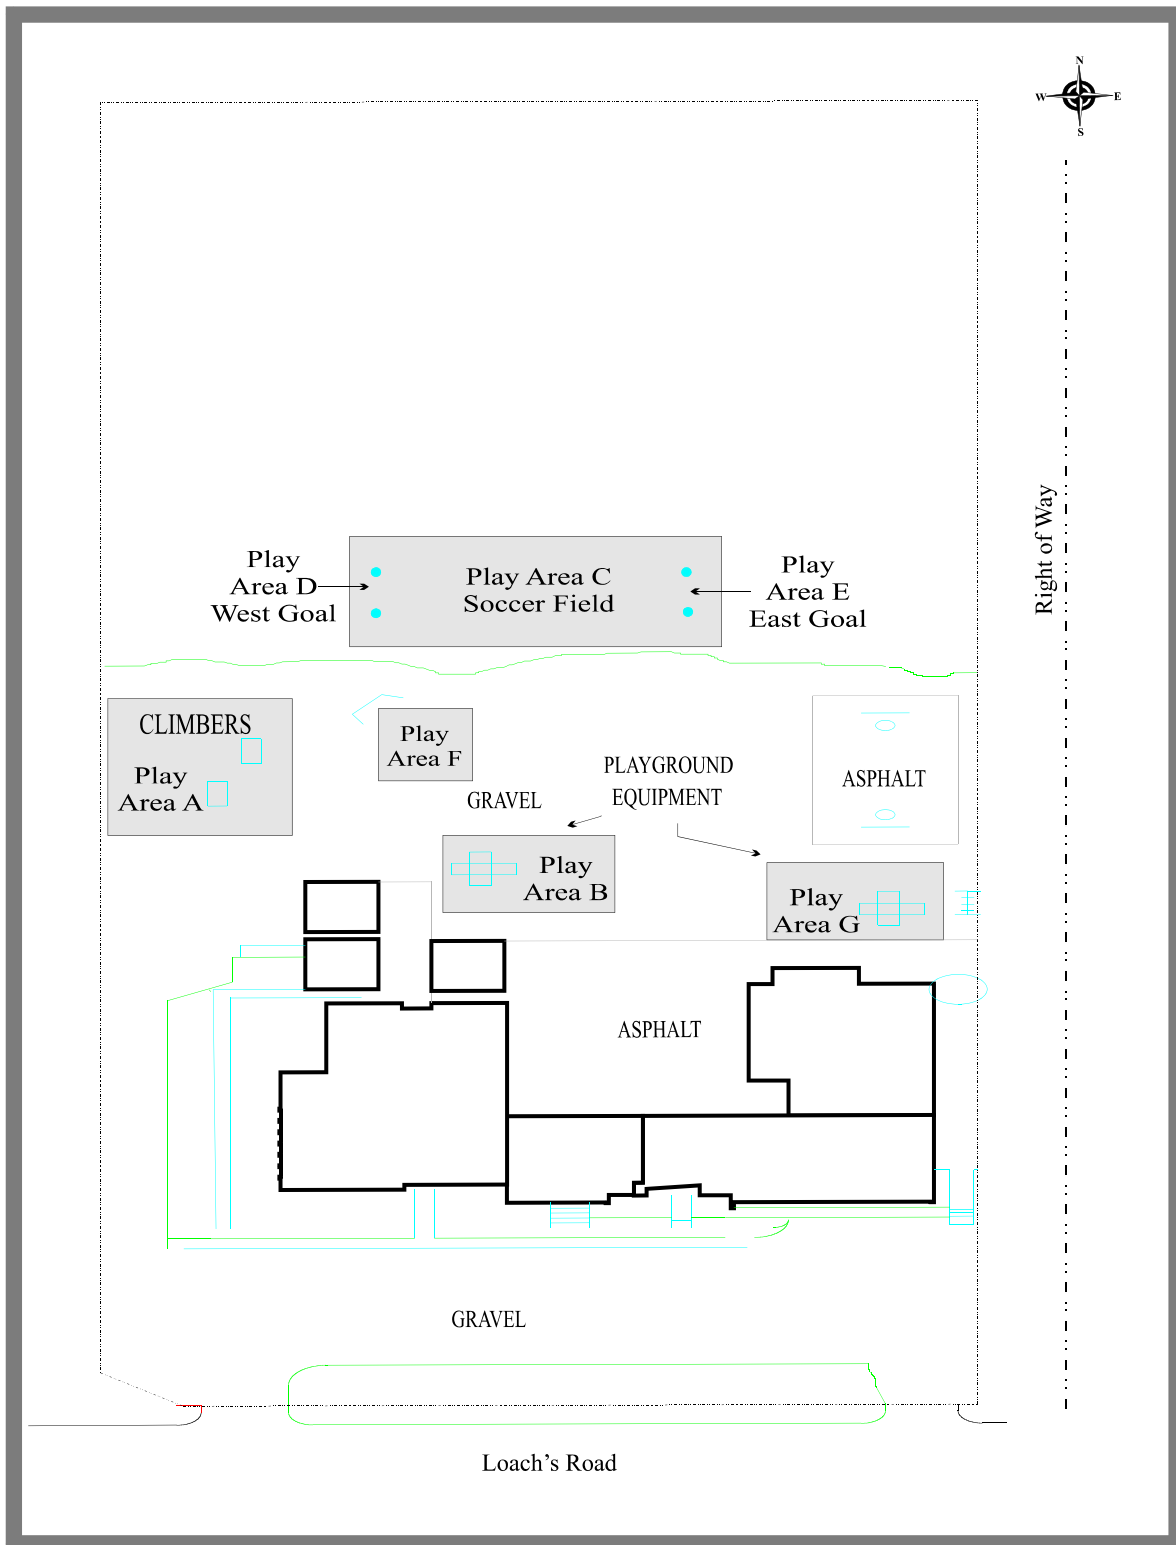 N
W E
S
Right of Way
Play
Area D
West Goal
Play Area C
Soccer Field
Play
Area E
East Goal
CLIMBERS
Play
Area A
Play
Area F
GRAVEL
PLAYGROUND
EQUIPMENT
ASPHALT
Play
Area B
Play
Area G
ASPHALT
GRAVEL
Loach's Road